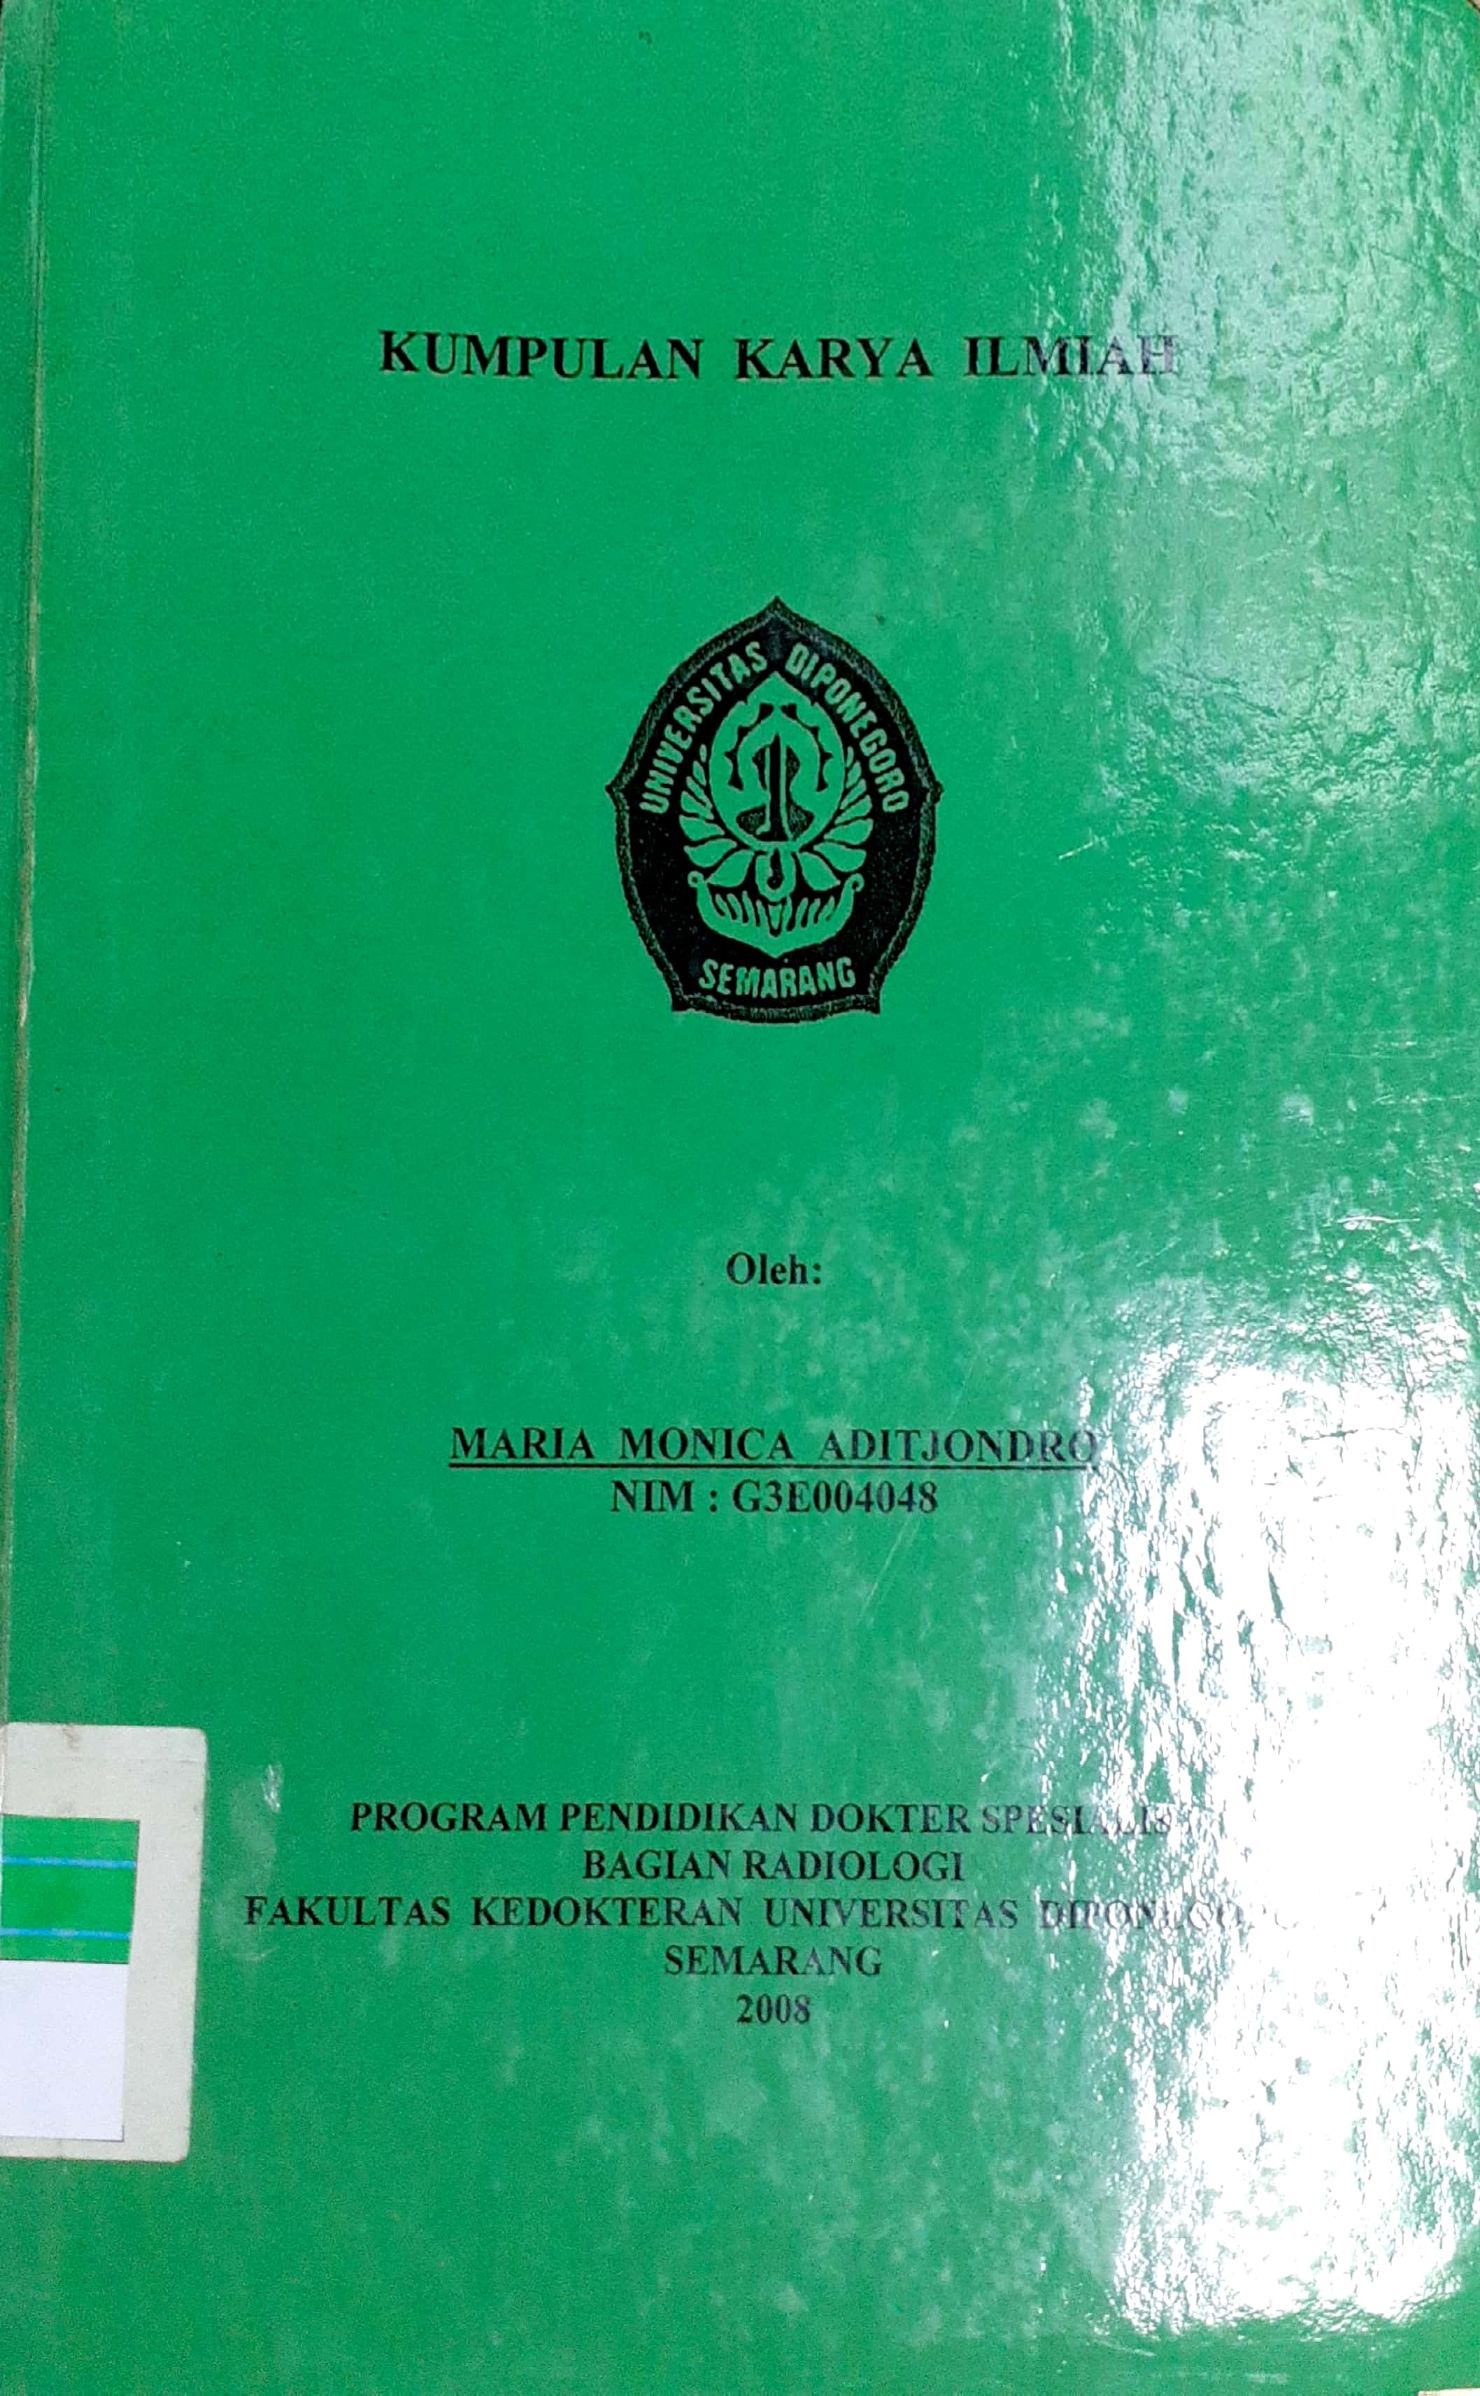 KUMPULAN KARYA ILMIAH
UNIVERSITAS DIPONEGORO
SEMARANG
Oleh:
MARIA MONICA ADITJONDRO
NIM : G3E004048
PROGRAM PENDIDIKAN DOKTER SPESIALIS
BAGIAN RADIOLOGI
FAKULTAS KEDOKTERAN UNIVERSITAS
SEMARANG
2008